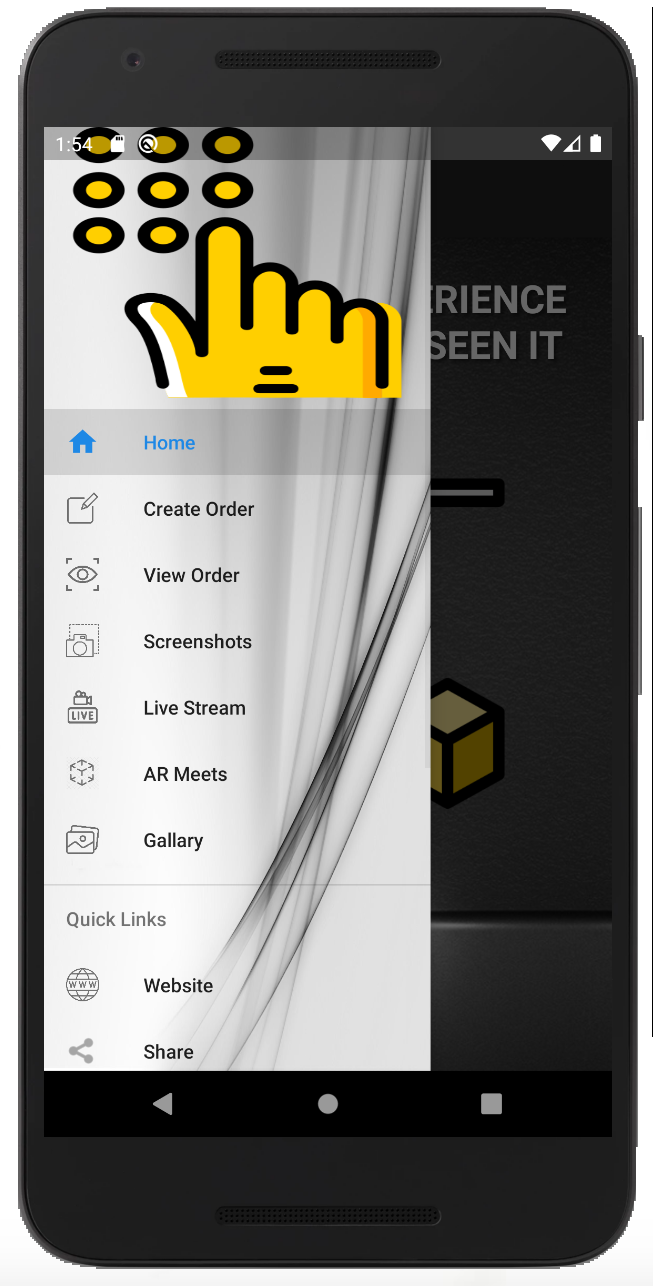 1:54
ERIENCE
SEEN IT
Home
Create Order
View Order
Screenshots
LIVE
Live Stream
AR Meets
Gallary
Quick Links
WWW
Website
Share